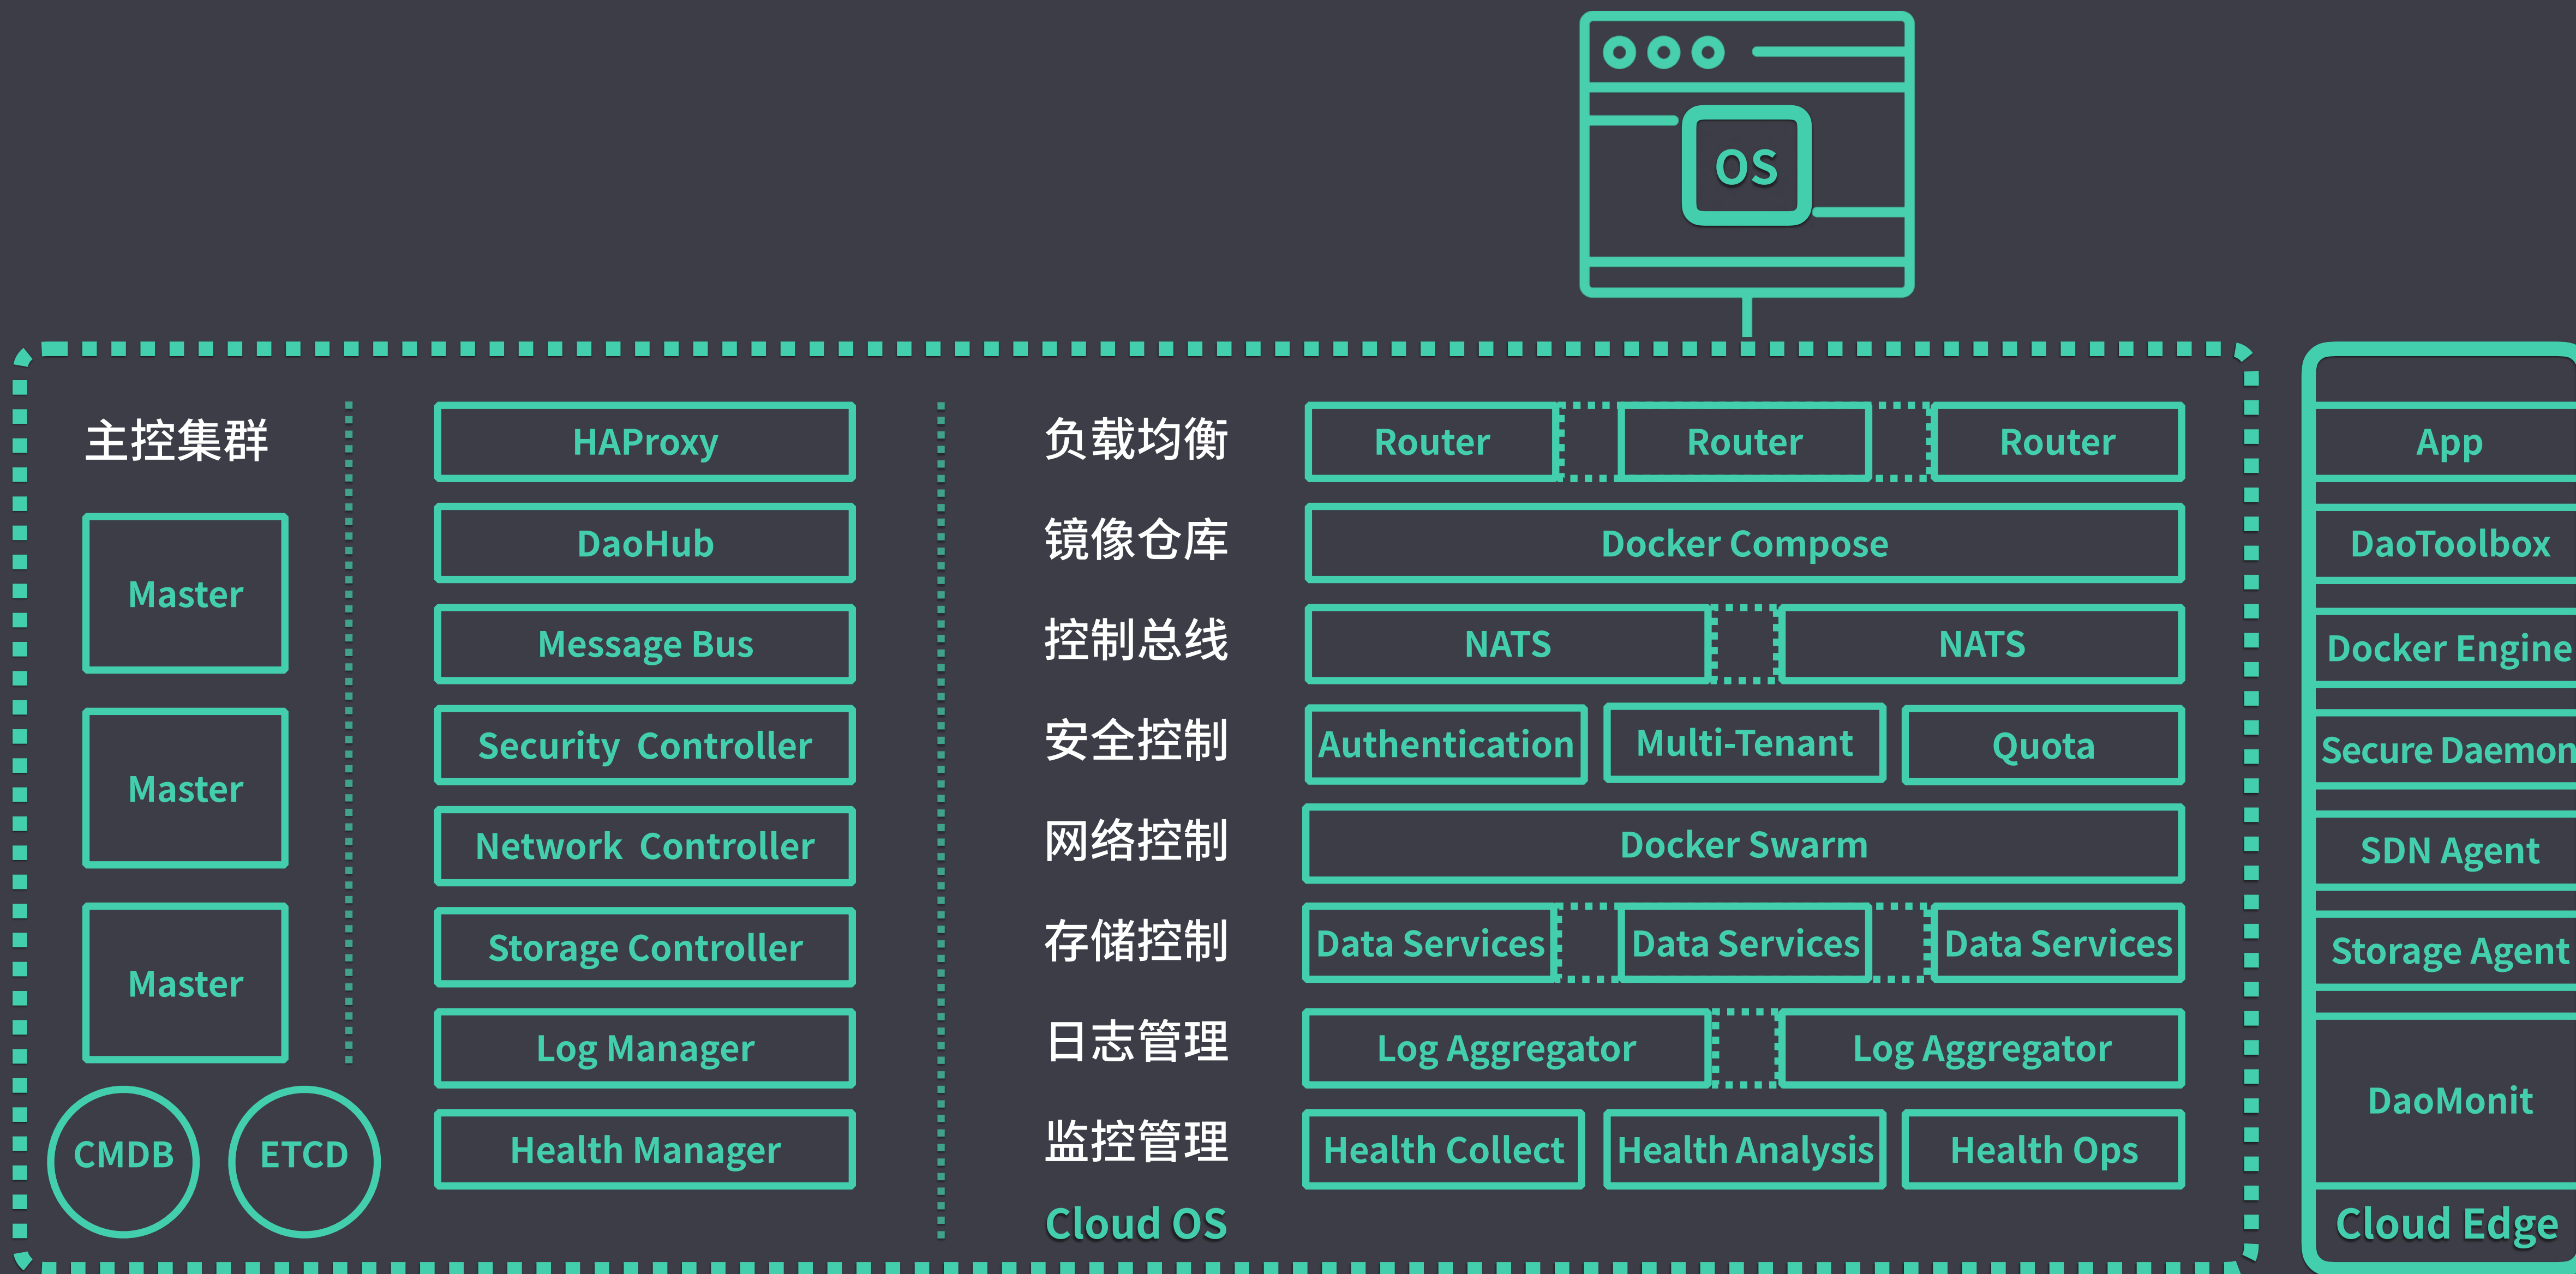 OS
主控集群
Master
Master
Master
CMDB
ETCD
HAProxy
DaoHub
Message Bus
Security Controller
Network Controller
Storage Controller
Log Manager
Health Manager
负载均衡
Router
Router
Router
镜像仓库
Docker Compose
控制总线
NATS
NATS
安全控制
Authentication
Multi-Tenant
Quota
网络控制
Docker Swarm
存储控制
Data Services
Data Services
Data Services
日志管理
Log Aggregator
Log Aggregator
监控管理
Health Collect
Health Analysis
Health Ops
Cloud OS
App
DaoToolbox
Docker Engine
Secure Daemon
SDN Agent
Storage Agent
DaoMonit
Cloud Edge